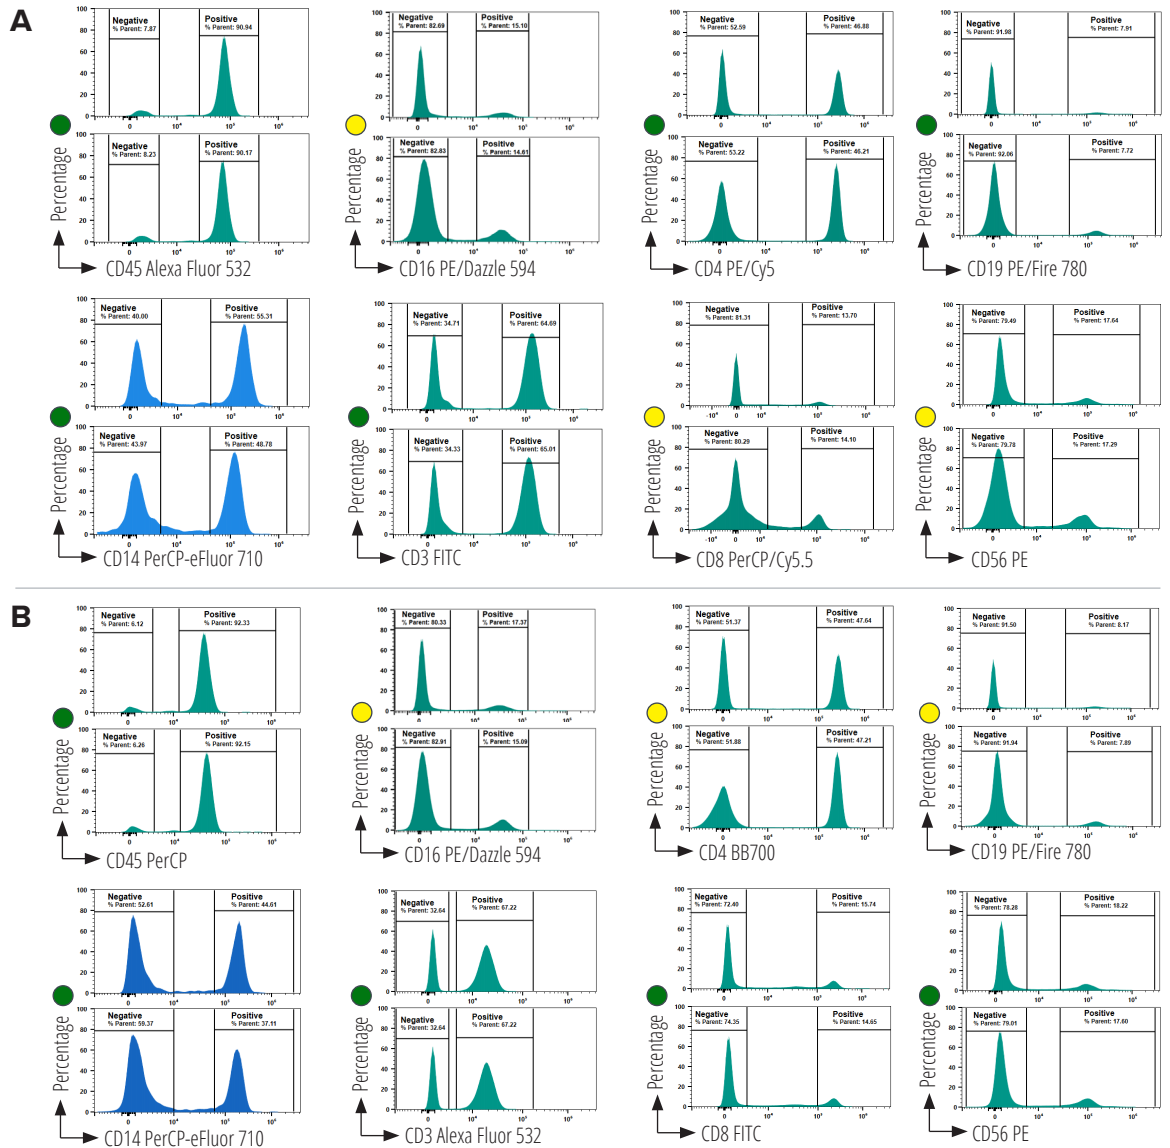 A
Negative
% Parent: 7.87
Positive
% Parent: 90.94
100
80
60
40
20
0
0
10⁴
10⁵
10⁶
% Parent: 8.23
% Parent: 90.17
Percentage
CD45 Alexa Fluor 532
Negative
% Parent: 82.69
Positive
% Parent: 15.10
Negative
% Parent: 82.83
Positive
% Parent: 14.61
Percentage
CD16 PE/Dazzle 594
Negative
% Parent: 52.59
Positive
% Parent: 46.88
Negative
% Parent: 53.22
Positive
% Parent: 46.21
Percentage
CD4 PE/Cy5
Negative
% Parent: 91.98
Positive
% Parent: 7.91
Negative
% Parent: 92.06
Positive
% Parent: 7.72
Percentage
CD19 PE/Fire 780
Negative
% Parent: 40.00
Positive
% Parent: 55.31
Negative
% Parent: 43.97
Positive
% Parent: 48.78
Percentage
CD14 PerCP-eFluor 710
Negative
% Parent: 34.71
Positive
% Parent: 64.69
Negative
% Parent: 34.33
Positive
% Parent: 65.01
Percentage
CD3 FITC
Negative
% Parent: 81.31
Positive
% Parent: 13.70
Negative
% Parent: 80.29
Positive
% Parent: 14.10
Percentage
CD8 PerCP/Cy5.5
Negative
% Parent: 79.49
Positive
% Parent: 17.64
Negative
% Parent: 79.78
Positive
% Parent: 17.29
Percentage
CD56 PE
B
Negative
% Parent: 6.12
Positive
% Parent: 92.33
Negative
% Parent: 6.26
Positive
% Parent: 92.15
Percentage
CD45 PerCP
Negative
% Parent: 80.33
Positive
% Parent: 17.37
Negative
% Parent: 82.91
Positive
% Parent: 15.09
Percentage
CD16 PE/Dazzle 594
Negative
% Parent: 51.37
Positive
% Parent: 47.64
Negative
% Parent: 51.88
Positive
% Parent: 47.21
Percentage
CD4 BB700
Negative
% Parent: 91.50
Positive
% Parent: 8.17
Negative
% Parent: 91.94
Positive
% Parent: 7.89
Percentage
CD19 PE/Fire 780
Negative
% Parent: 52.61
Positive
% Parent: 44.61
Negative
% Parent: 59.37
Positive
% Parent: 37.11
Percentage
CD14 PerCP-eFluor 710
Negative
% Parent: 32.64
Positive
% Parent: 67.22
Negative
% Parent: 32.64
Positive
% Parent: 67.22
Percentage
CD3 Alexa Fluor 532
Negative
% Parent: 72.40
Positive
% Parent: 15.74
Negative
% Parent: 74.35
Positive
% Parent: 14.65
Percentage
CD8 FITC
Negative
% Parent: 78.28
Positive
% Parent: 18.22
Negative
% Parent: 79.01
Positive
% Parent: 17.60
Percentage
CD56 PE